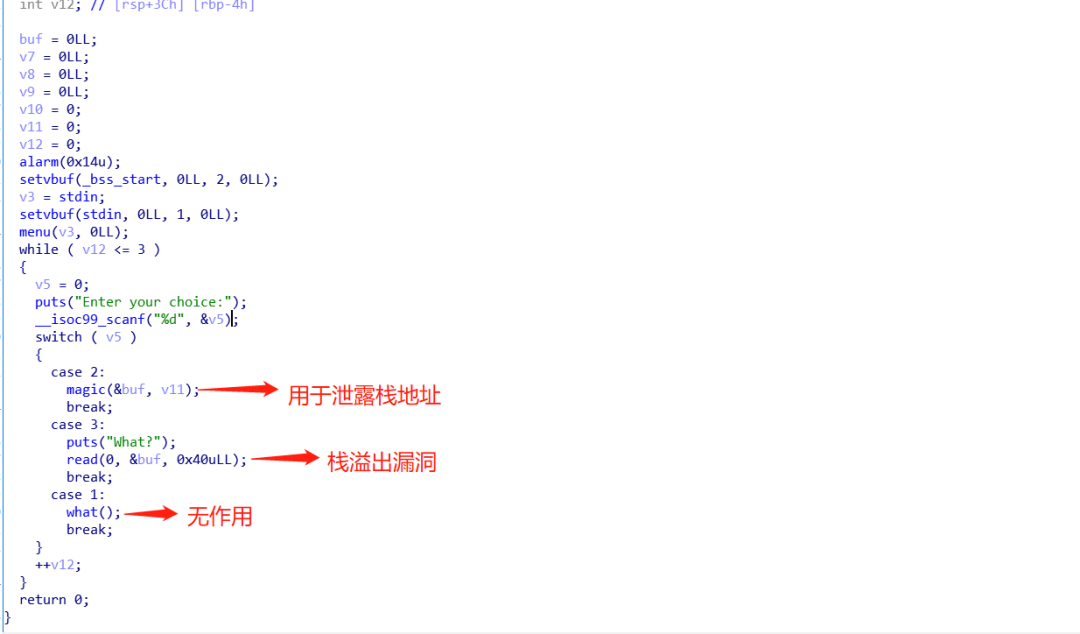 int v12; // [rsp+3Ch] [rbp-4h]
buf = 0LL;
v7 = 0LL;
v8 = 0LL;
v9 = 0LL;
v10 = 0;
v11 = 0;
v12 = 0;
alarm(0x14u);
setvbuf(_bss_start, 0LL, 2, 0LL);
v3 = stdin;
setvbuf(stdin, 0LL, 1, 0LL);
menu(v3, 0LL);
while ( v12 <= 3 )
{
v5 = 0;
puts("Enter your choice:");
__isoc99_scanf("%d", &v5);
switch ( v5 )
{
case 2:
magic(&buf, v11); 用于泄露栈地址
break;
case 3:
puts("What?");
read(0, &buf, 0x40uLL); 栈溢出漏洞
break;
case 1:
what(); 无作用
break;
}
++v12;
}
return 0;
}